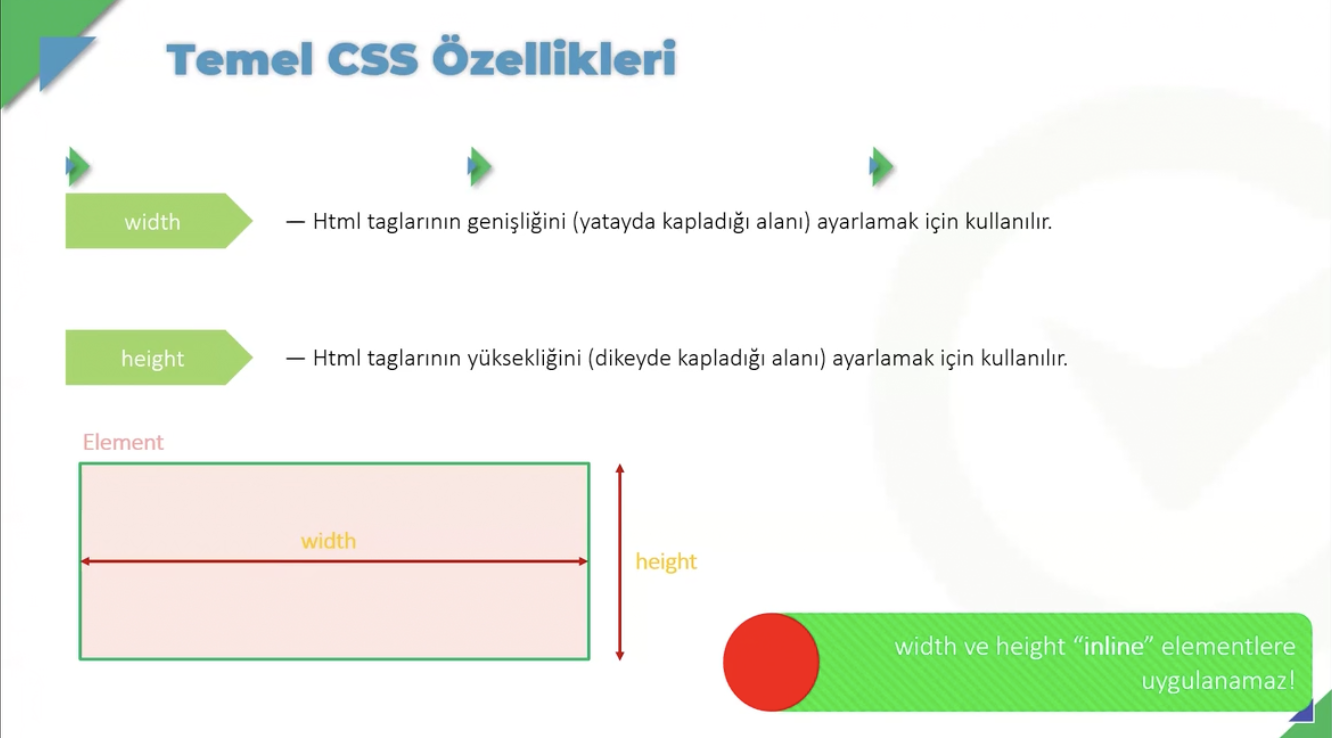 Temel CSS Özellikleri
width
— Html taglarının genişliğini (yatayda kapladığı alanı) ayarlamak için kullanılır.
height
— Html taglarının yüksekliğini (dikeyde kapladığı alanı) ayarlamak için kullanılır.
Element
width
height
width ve height “inline” elementlere
uygulanamaz!